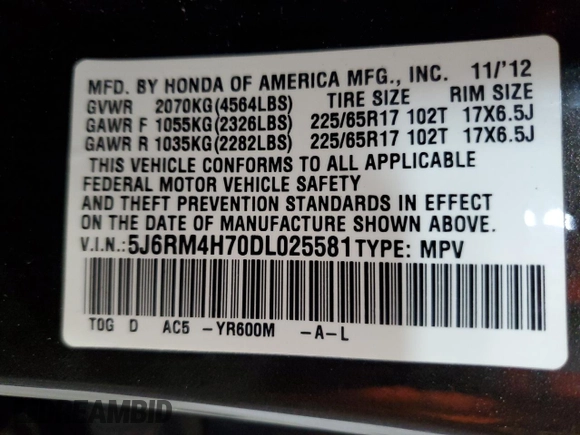 MFD. BY HONDA OF AMERICA MFG., INC. 11/'12
GVWR 2070KG(4564LBS) TIRE SIZE RIM SIZE
GAWR F 1055KG(2326LBS) 225/65R17 102T 17X6.5J
GAWR R 1035KG(2282LBS) 225/65R17 102T 17X6.5J
THIS VEHICLE CONFORMS TO ALL APPLICABLE
FEDERAL MOTOR VEHICLE SAFETY
AND THEFT PREVENTION STANDARDS IN EFFECT
ON THE DATE OF MANUFACTURE SHOWN ABOVE.
V.I.N.:5J6RM4H70DL025581 TYPE: MPV
TOG D AC5 -YR600M -A-L